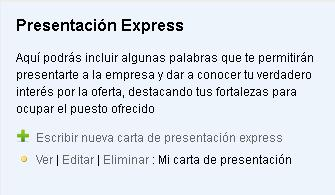 Presentación Express
Aquí podrás incluir algunas palabras que te permitirán
presentarte a la empresa y dar a conocer tu verdadero
interés por la oferta, destacando tus fortalezas para
ocupar el puesto ofrecido
Escribir nueva carta de presentación express
Ver | Editar | Eliminar : Mi carta de presentación